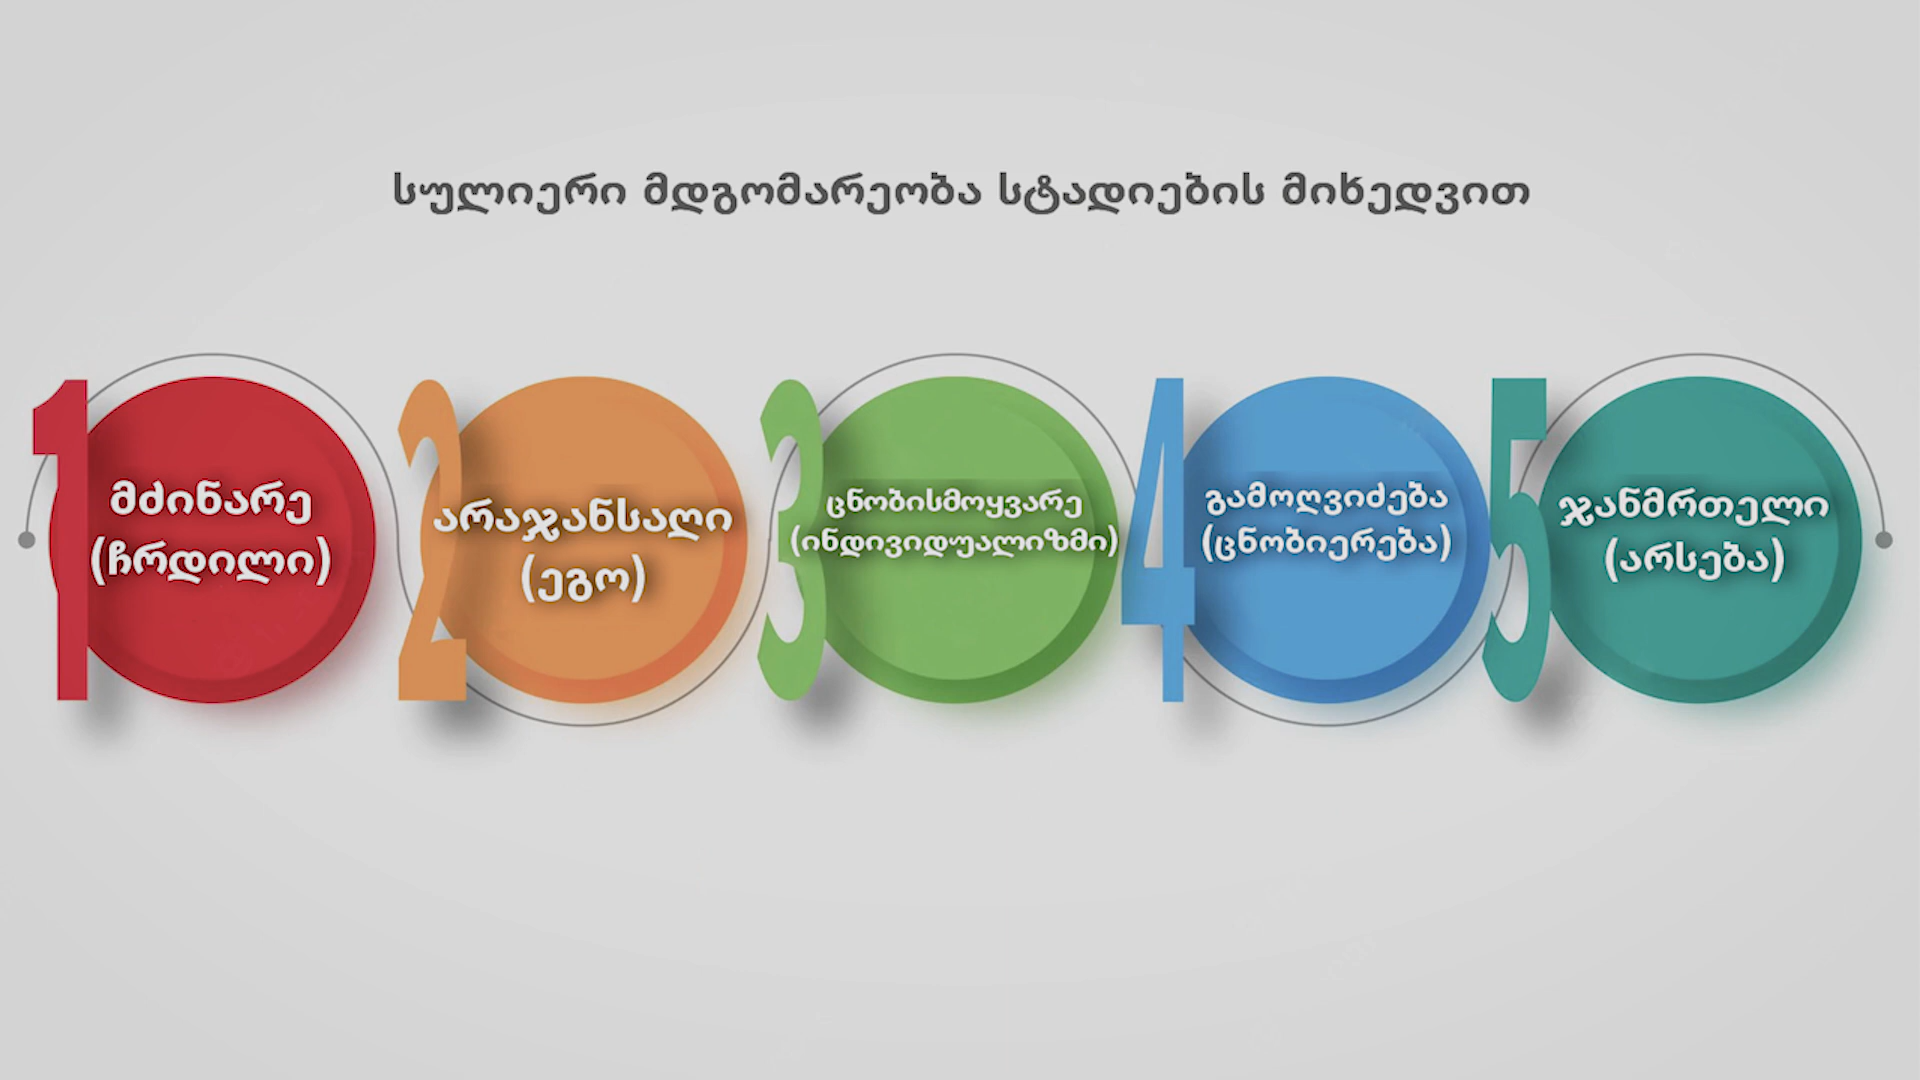 სულიერი მდგომარეობა სტადიების მიხედვით
1
მძინარე
(ჩრდილი)
2
არაჯანსაღი
(ეგო)
3
ცნობისმოყვარე
(ინდივიდუალიზმი)
4
გამოღვიძება
(ცნობიერება)
5
ჯანმრთელი
(არსება)